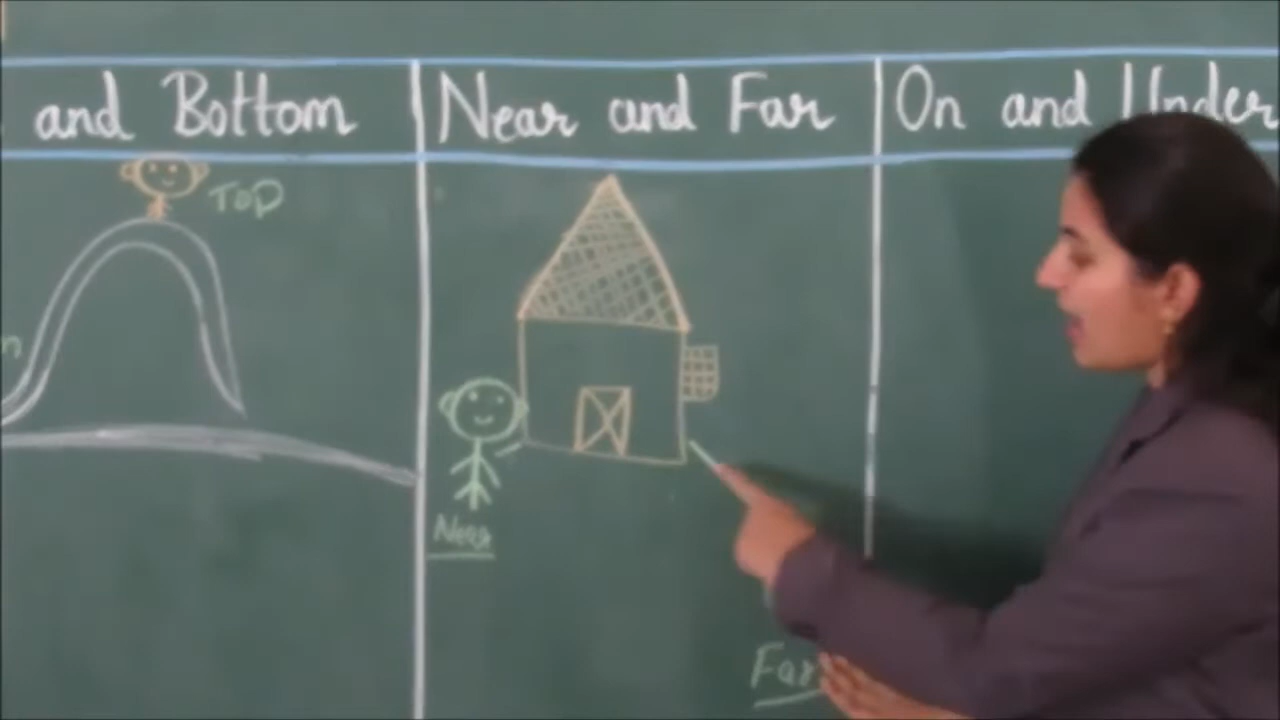 and Bottom
Near and Far
On and Under
TOP
n
Near
Far